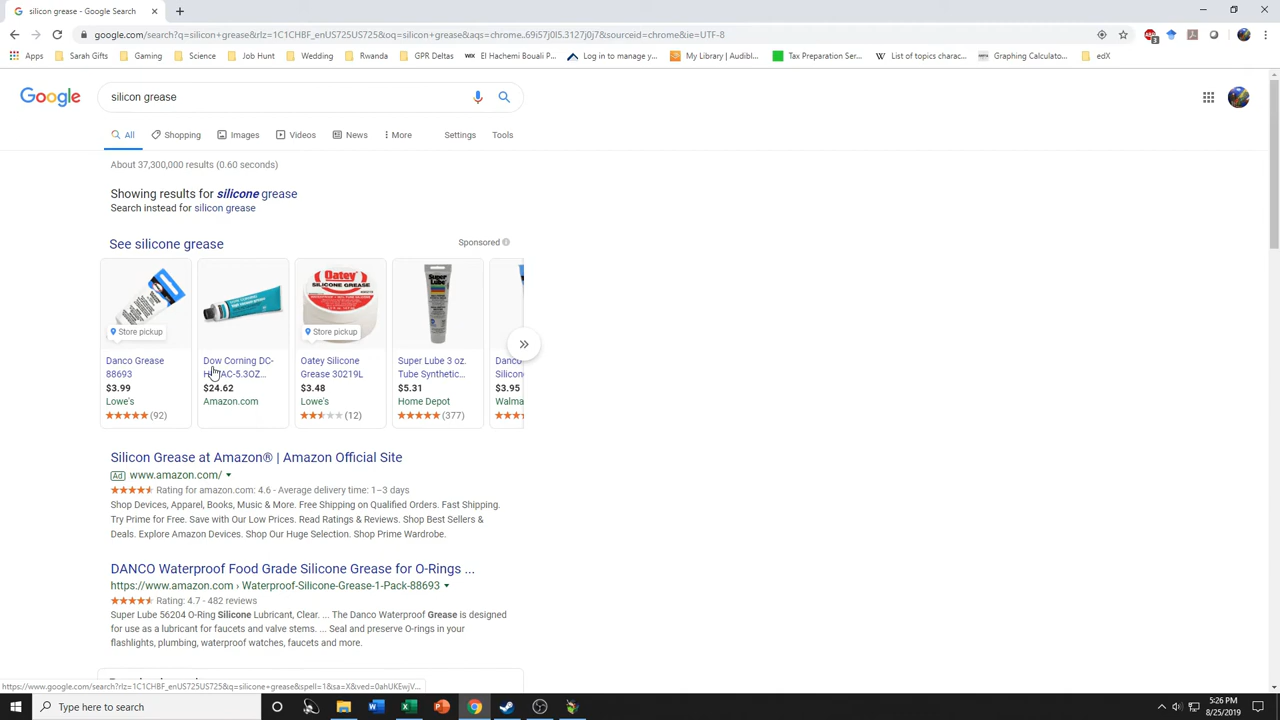 silicon grease - Google Search
google.com/search?q=silicon+grease&rlz=1C1CHBF_enUS725US725&oq=silicon+grease&aqs=chrome..69i57j0l5.3127j0j7&sourceid=chrome&ie=UTF-8
3
Apps Sarah Gifts Gaming Science Job Hunt Wedding Rwanda GPR Deltas WIX El Hachemi Bouali P... Log in to manage y... My Library | Audibl... Tax Preparation Ser... W List of topics charac... Graphing Calculato... edX
Google silicon grease
All Shopping Images Videos News More Settings Tools
About 37,300,000 results (0.60 seconds)
Showing results for silicone grease
Search instead for silicon grease
See silicone grease Sponsored
Oatey
SILICONE GREASE
Super Lube
Store pickup Store pickup
Danco Grease Dow Corning DC- Oatey Silicone Super Lube 3 oz. Danco
88693 Grease 30219L Tube Synthetic... Silicon
$3.99 $24.62 $3.48 $5.31 $3.95
Lowe's Amazon.com Lowe's Home Depot Walma
(92) (12) (377)
Silicon Grease at Amazon® | Amazon Official Site
Ad www.amazon.com/
Rating for amazon.com: 4.6 - Average delivery time: 1–3 days
Shop Devices, Apparel, Books, Music & More. Free Shipping on Qualified Orders. Fast Shipping.
Try Prime for Free. Save with Our Low Prices. Read Ratings & Reviews. Shop Best Sellers &
Deals. Explore Amazon Devices. Shop Our Huge Selection. Shop Prime Wardrobe.
DANCO Waterproof Food Grade Silicone Grease for O-Rings ...
https://www.amazon.com › Waterproof-Silicone-Grease-1-Pack-88693
Rating: 4.7 - 482 reviews
Super Lube 56204 O-Ring Silicone Lubricant, Clear. ... The Danco Waterproof Grease is designed
for use as a lubricant for faucets and valve stems. ... Seal and preserve O-rings in your
flashlights, plumbing, waterproof watches, faucets and more.
https://www.google.com/search?rlz=1C1CHBF_enUS725US725&q=silicone+grease&spell=1&sa=X&ved=0ahUKEwjV...
Type here to search
5:26 PM
8/25/2019